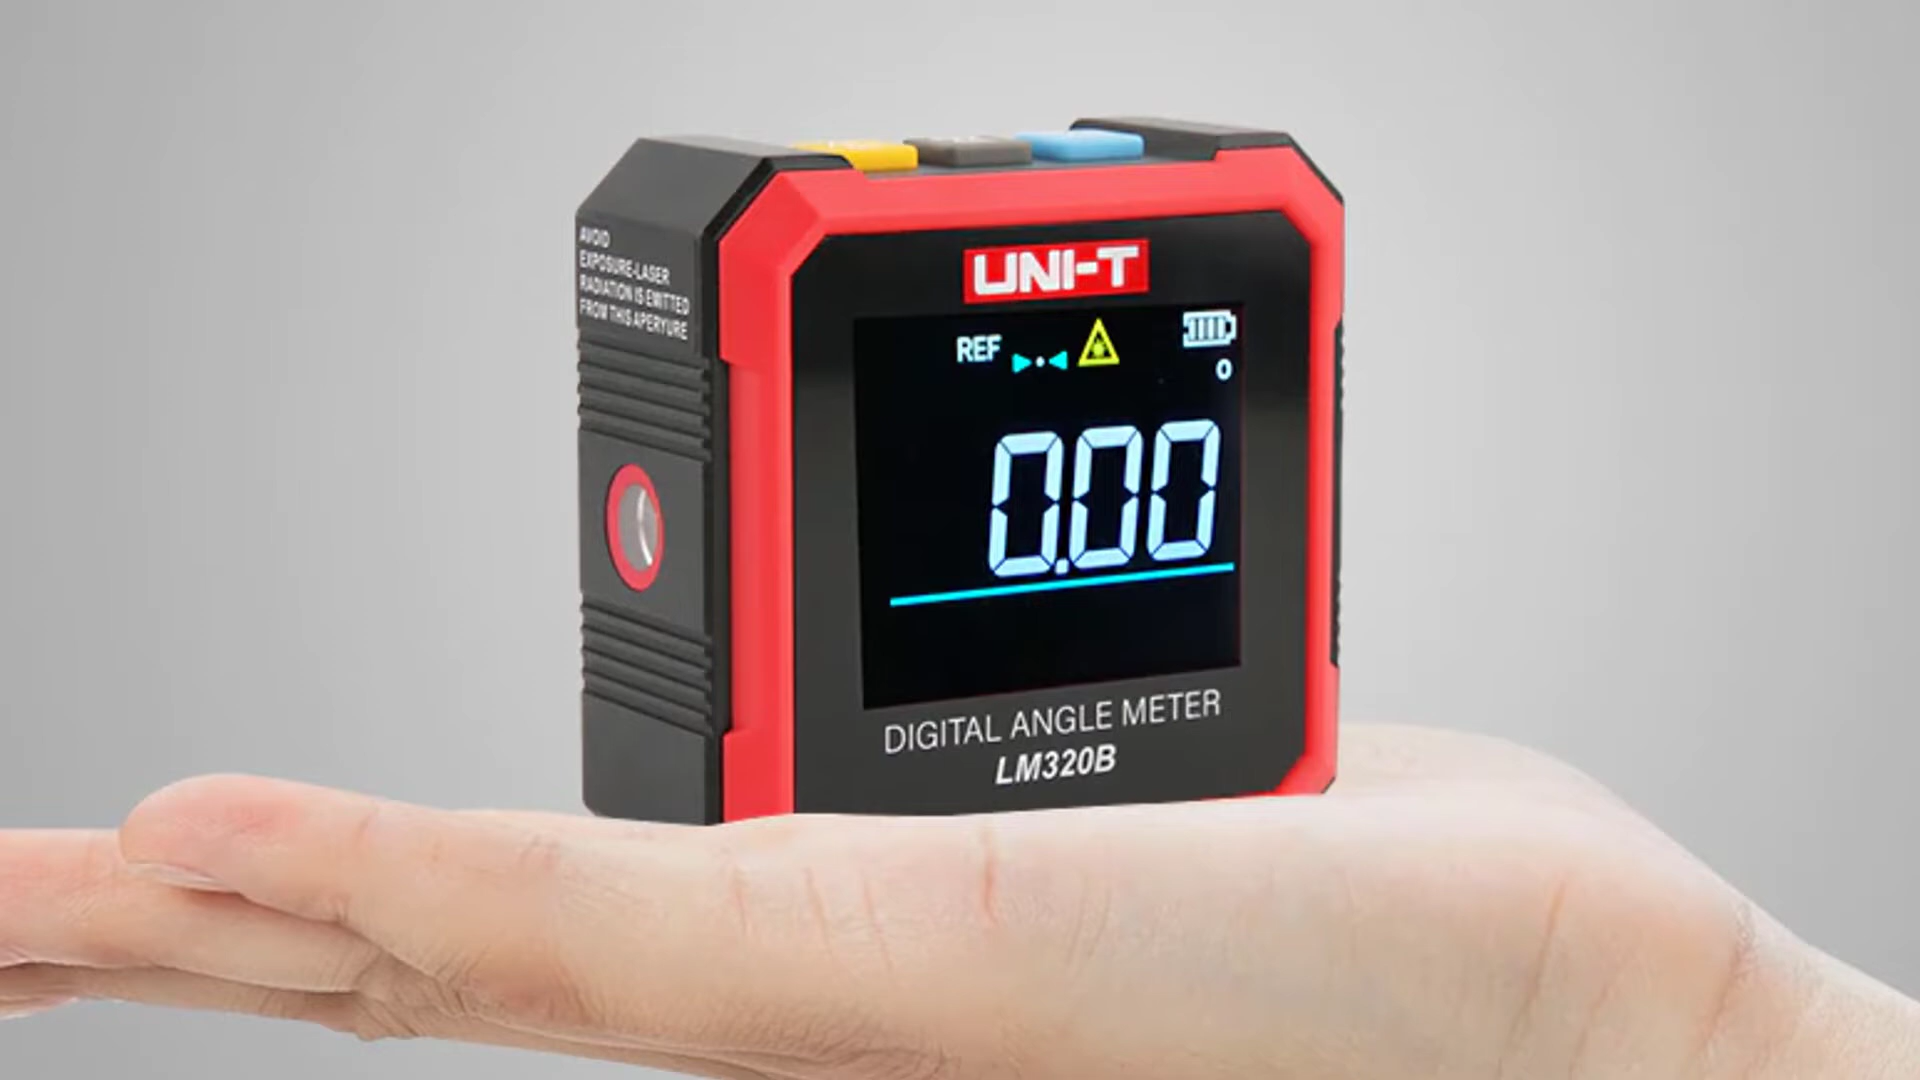 AVOID
EXPOSURE-LASER
RADIATION IS EMITTED
FROM THIS APERYURE
UNI-T
REF
0
0.00
DIGITAL ANGLE METER
LM320B